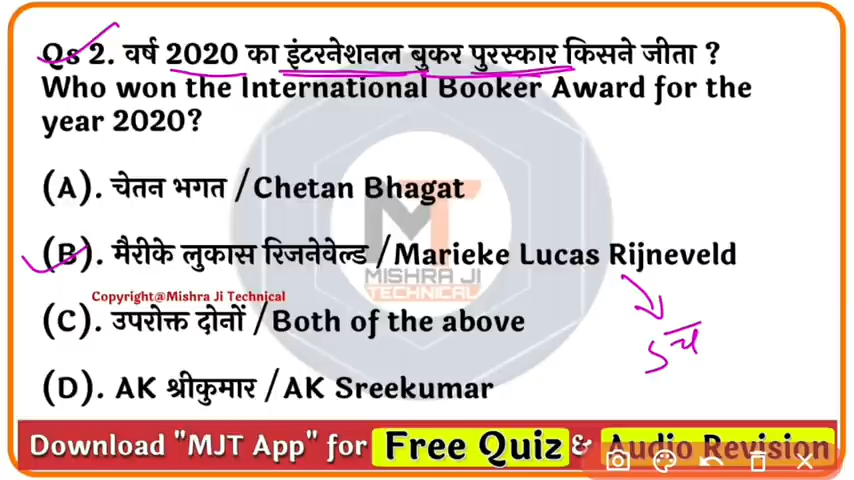 Qs 2. वर्ष 2020 का इंटरनेशनल बुकर पुरस्कार किसने जीता ?
Who won the International Booker Award for the
year 2020?
(A). चेतन भगत / Chetan Bhagat
(B). मैरीके लुकास रिजनेवेल्ड / Marieke Lucas Rijneveld
MISHRA JI
TECHNICAL
Copyright@Mishra Ji Technical
(C). उपरोक्त दोनों / Both of the above
(D). AK श्रीकुमार / AK Sreekumar
Download "MJT App" for Free Quiz & Audio Revision